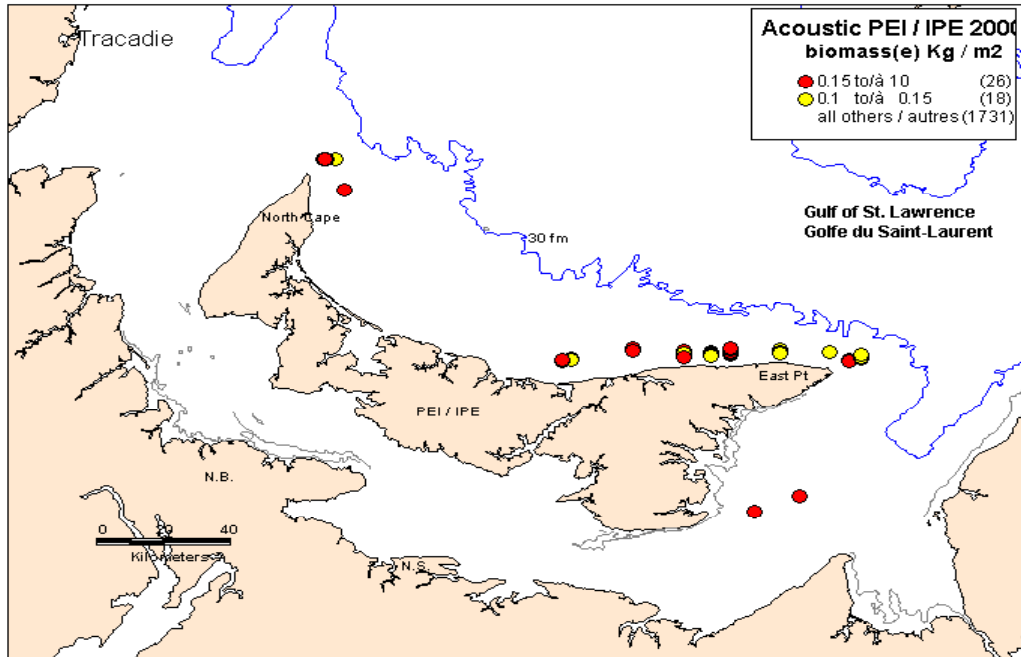 Tracadie
Acoustic PEI / IPE 2000
biomass(e) Kg / m2
0.15 to/à 10 (26)
0.1 to/à 0.15 (18)
all others / autres (1731)
North Cape
Gulf of St. Lawrence
Golfe du Saint-Laurent
30 fm
East Pt
PEI / IPE
N.B.
0 20 40
Kilometers
N.S.